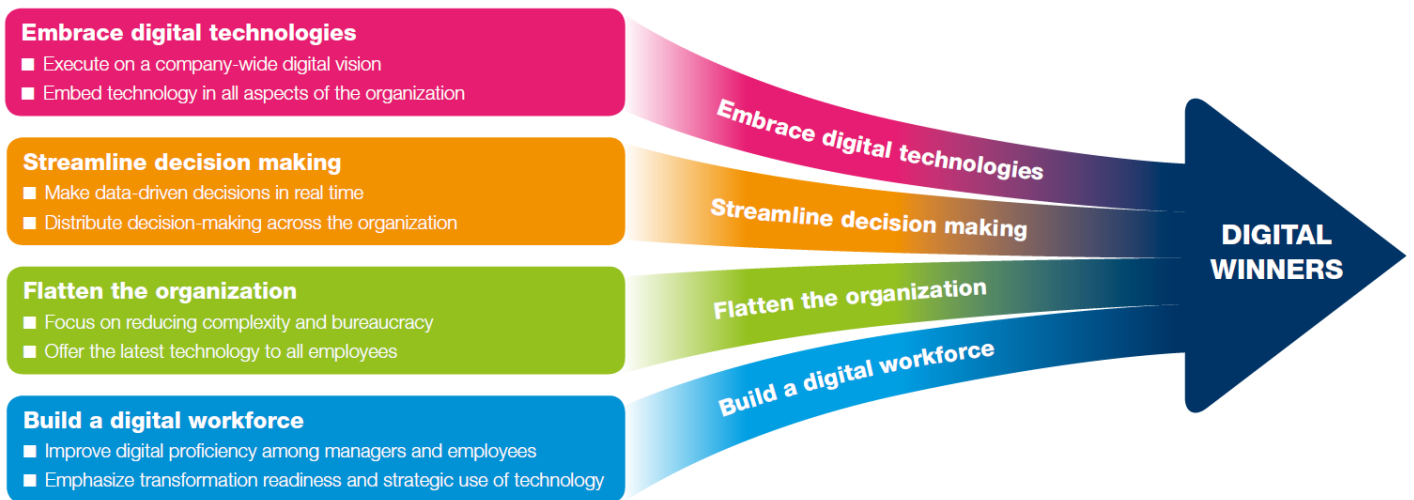 Embrace digital technologies
■ Execute on a company-wide digital vision
■ Embed technology in all aspects of the organization
Streamline decision making
■ Make data-driven decisions in real time
■ Distribute decision-making across the organization
Flatten the organization
■ Focus on reducing complexity and bureaucracy
■ Offer the latest technology to all employees
Build a digital workforce
■ Improve digital proficiency among managers and employees
■ Emphasize transformation readiness and strategic use of technology
Embrace digital technologies
Streamline decision making
Flatten the organization
Build a digital workforce
DIGITAL
WINNERS